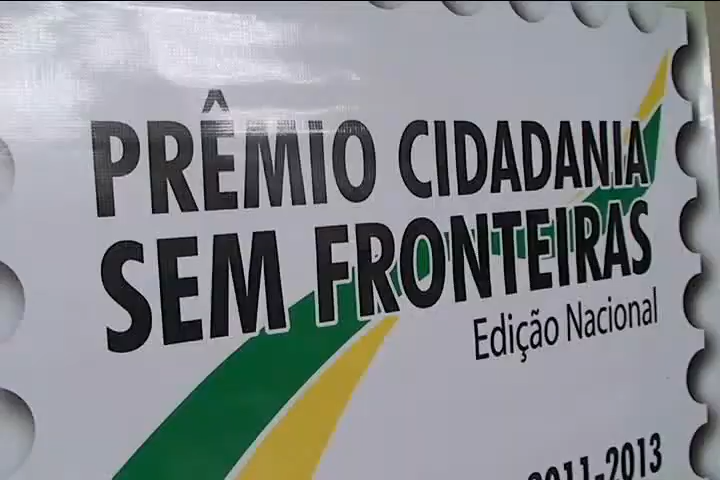 PRÊMIO CIDADANIA
SEM FRONTEIRAS
Edição Nacional
2011-2013